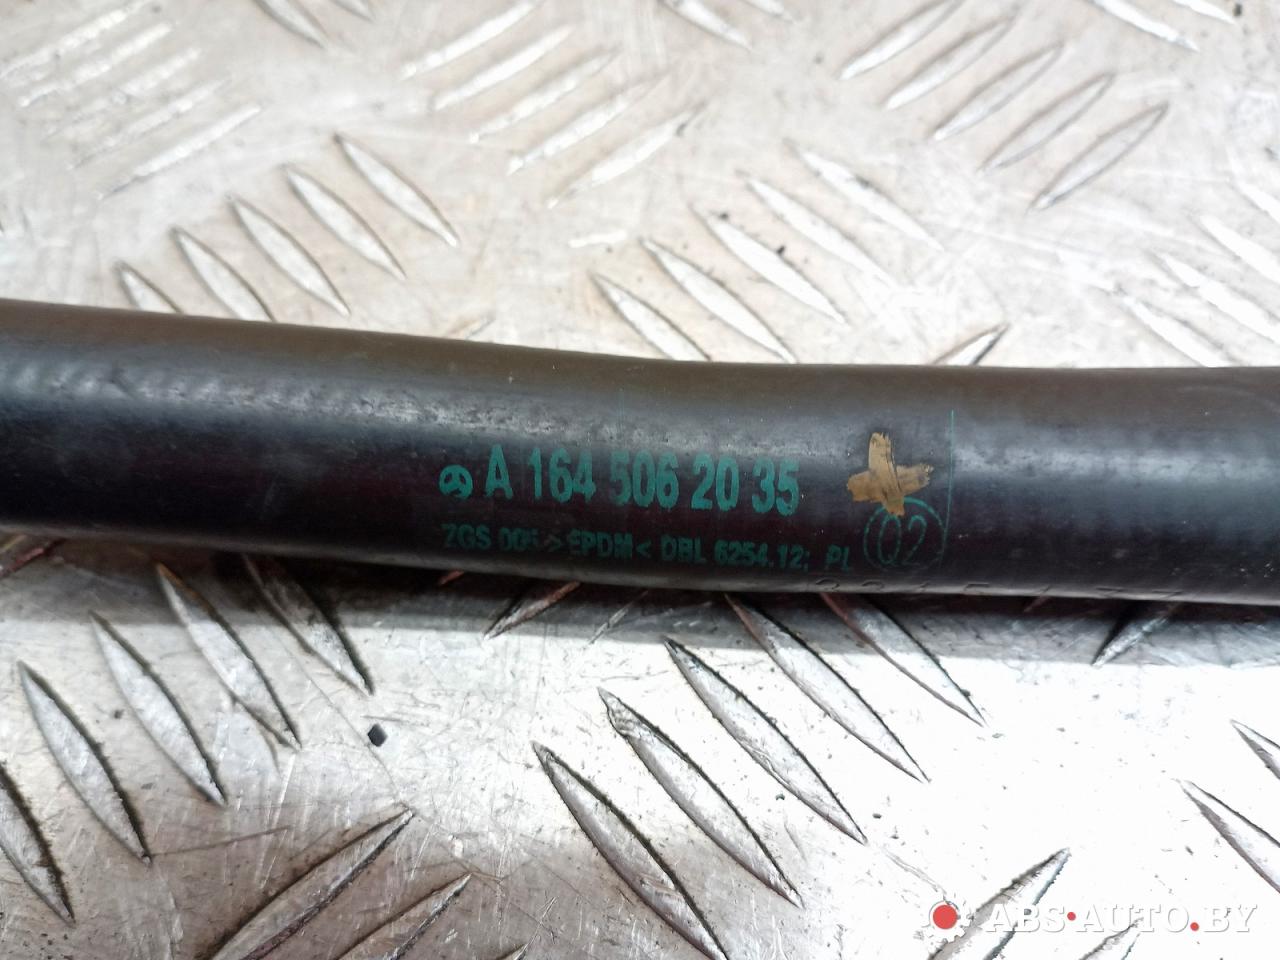 A 164 506 20 35
ZGS 005 >EPDM< DBL 6254.12; PL Q2
ABS-AUTO.BY